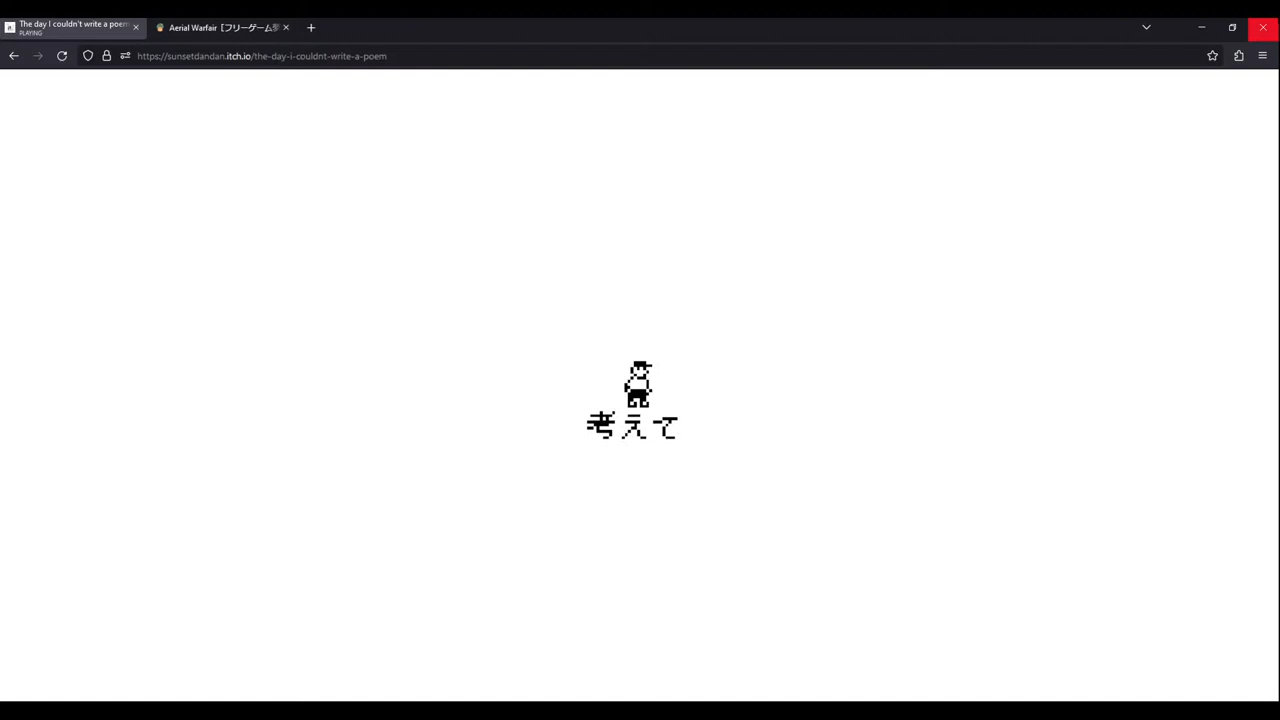 The day I couldn't write a poem
PLAYING
Aerial Warfair [フリーゲーム夢
https://sunsetdandan.itch.io/the-day-i-couldnt-write-a-poem
考えて